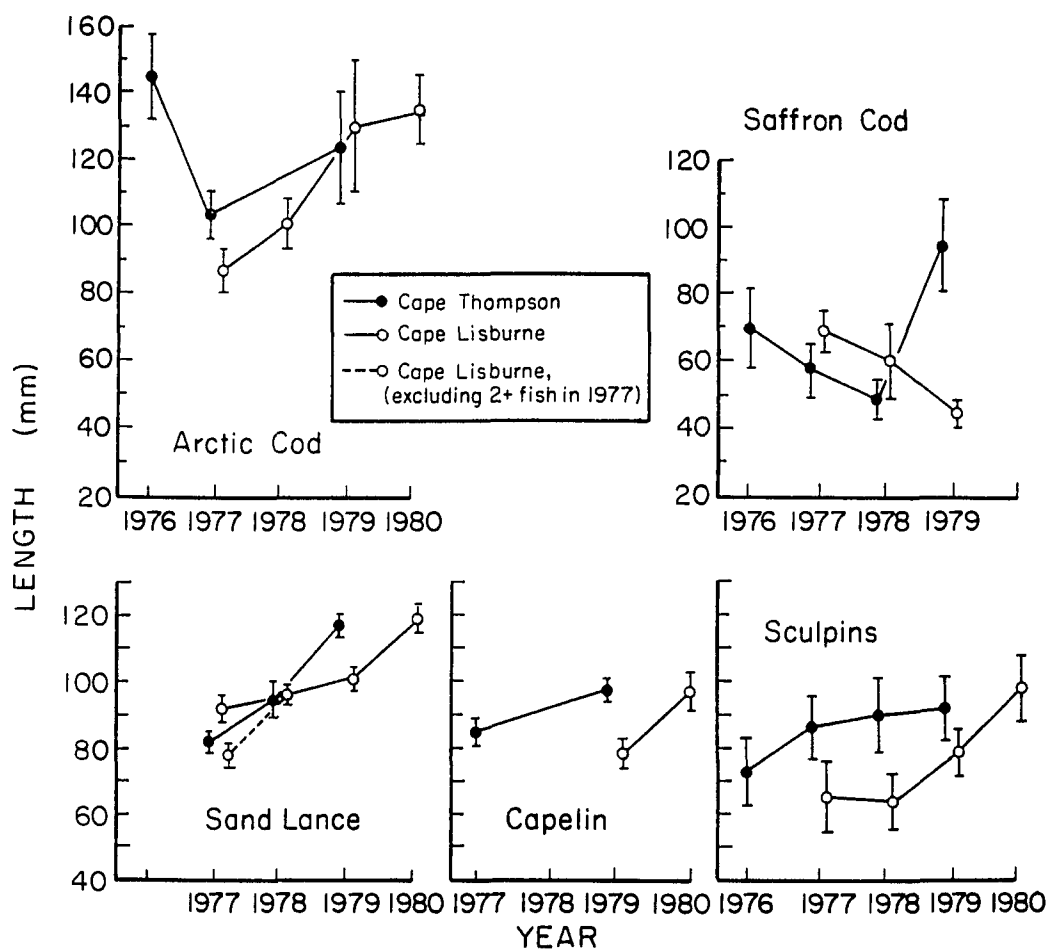 160
140
120
100
80
60
40
20
1976 1977 1978 1979 1980
Arctic Cod
Cape Thompson
Cape Lisburne
Cape Lisburne,
(excluding 2+ fish in 1977)
Saffron Cod
120
100
80
60
40
20
1976 1977 1978 1979
LENGTH (mm)
120
100
80
60
40
Sand Lance
1977 1978 1979 1980
Capelin
1977 1978 1979 1980
Sculpins
1976 1977 1978 1979 1980
YEAR